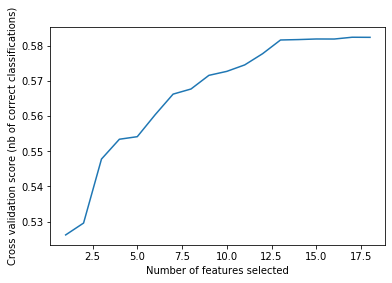 Cross validation score (nb of correct classifications)
0.58
0.57
0.56
0.55
0.54
0.53
2.5 5.0 7.5 10.0 12.5 15.0 17.5
Number of features selected